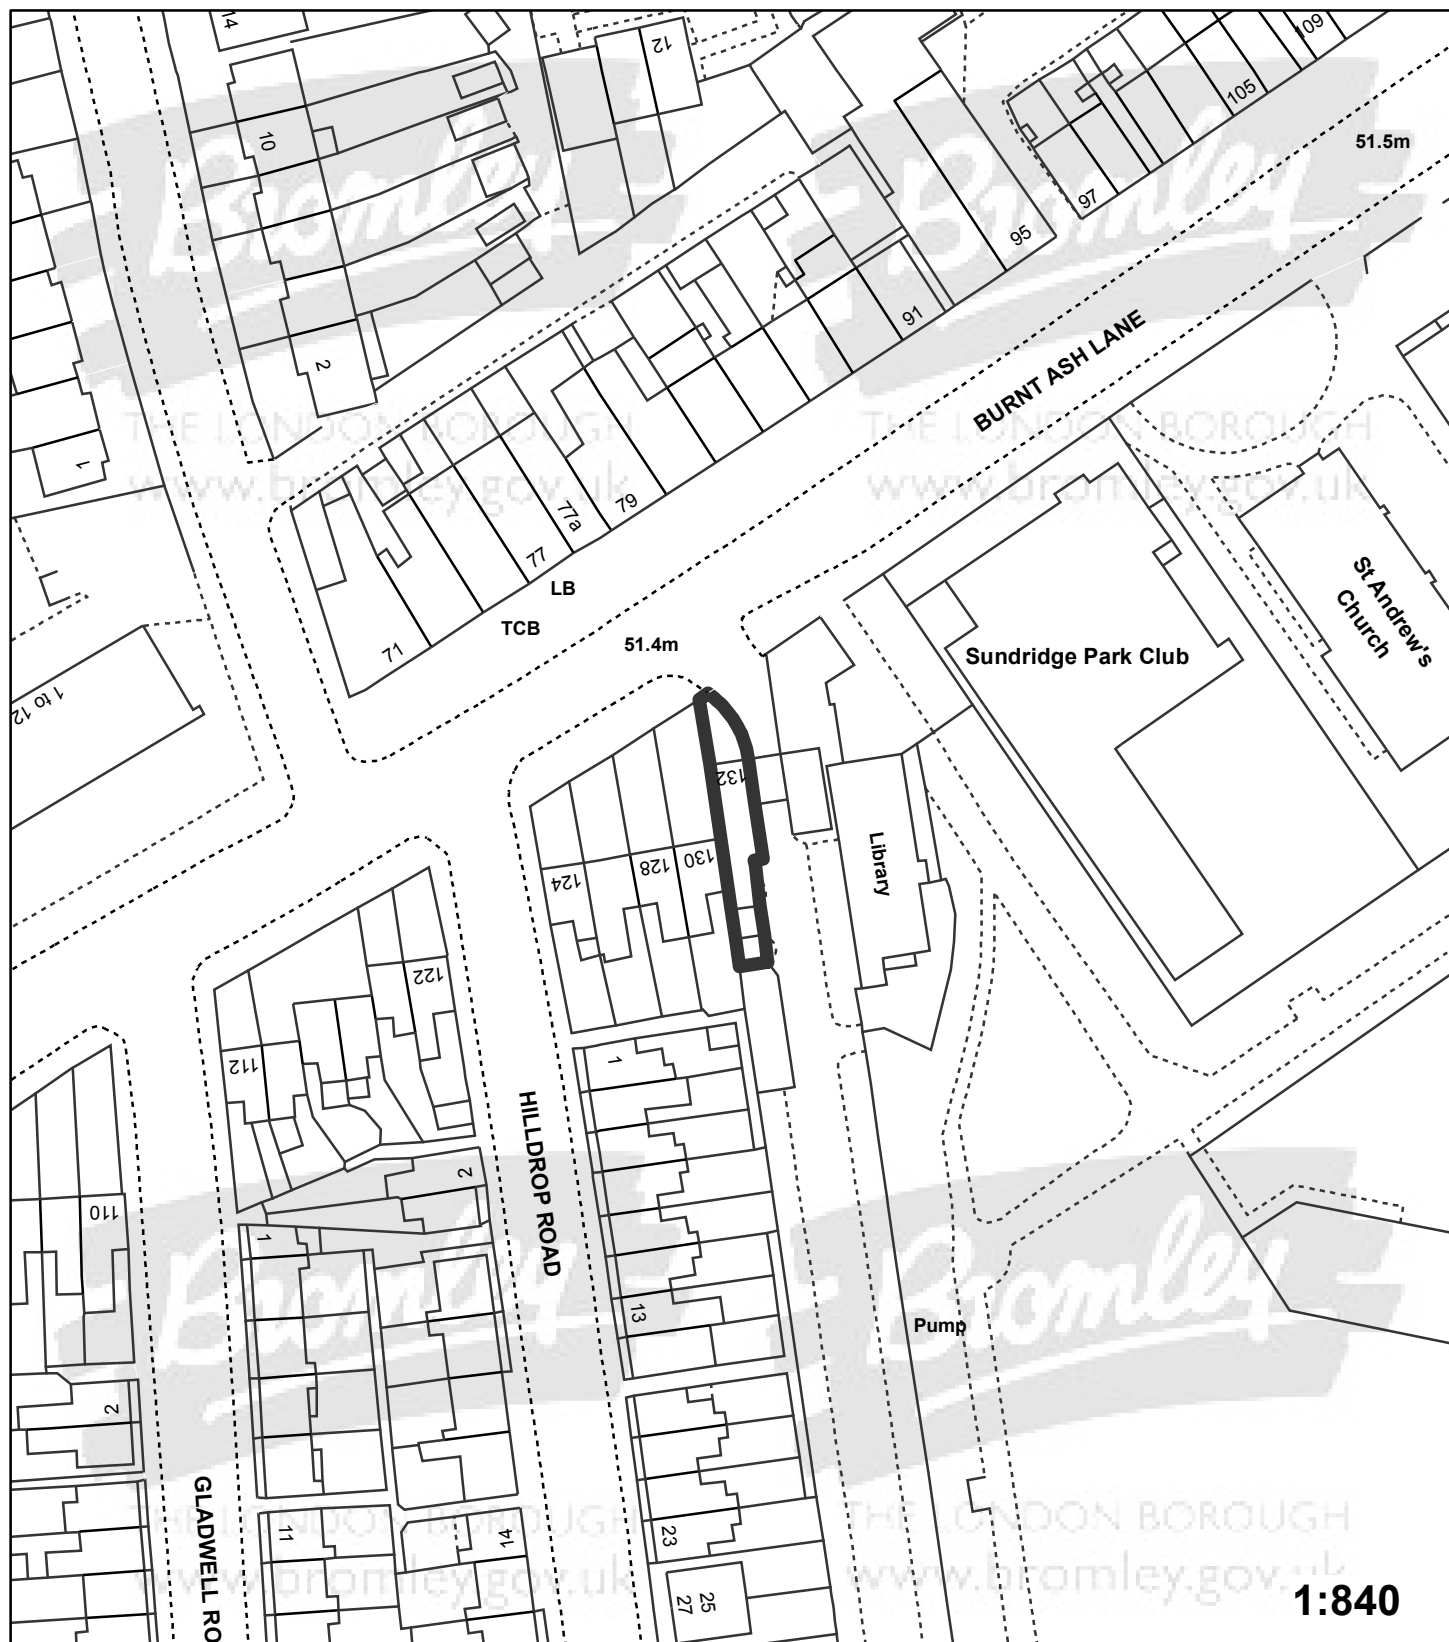 14
12
109
10
105
51.5m
97
95
2
91
BURNT ASH LANE
1
79
77a
77
LB
TCB
71
51.4m
Sundridge Park Club
St Andrew's
Church
1 to 12
132
Library
130
128
124
122
112
1
HILLDROP ROAD
2
110
1
13
Pump
2
GLADWELL RO
11
14
23
25
27
1:840
Bromley
THE LONDON BOROUGH
www.bromley.gov.uk
Bromley
THE LONDON BOROUGH
www.bromley.gov.uk
Bromley
THE LONDON BOROUGH
www.bromley.gov.uk
Bromley
THE LONDON BOROUGH
www.bromley.gov.uk